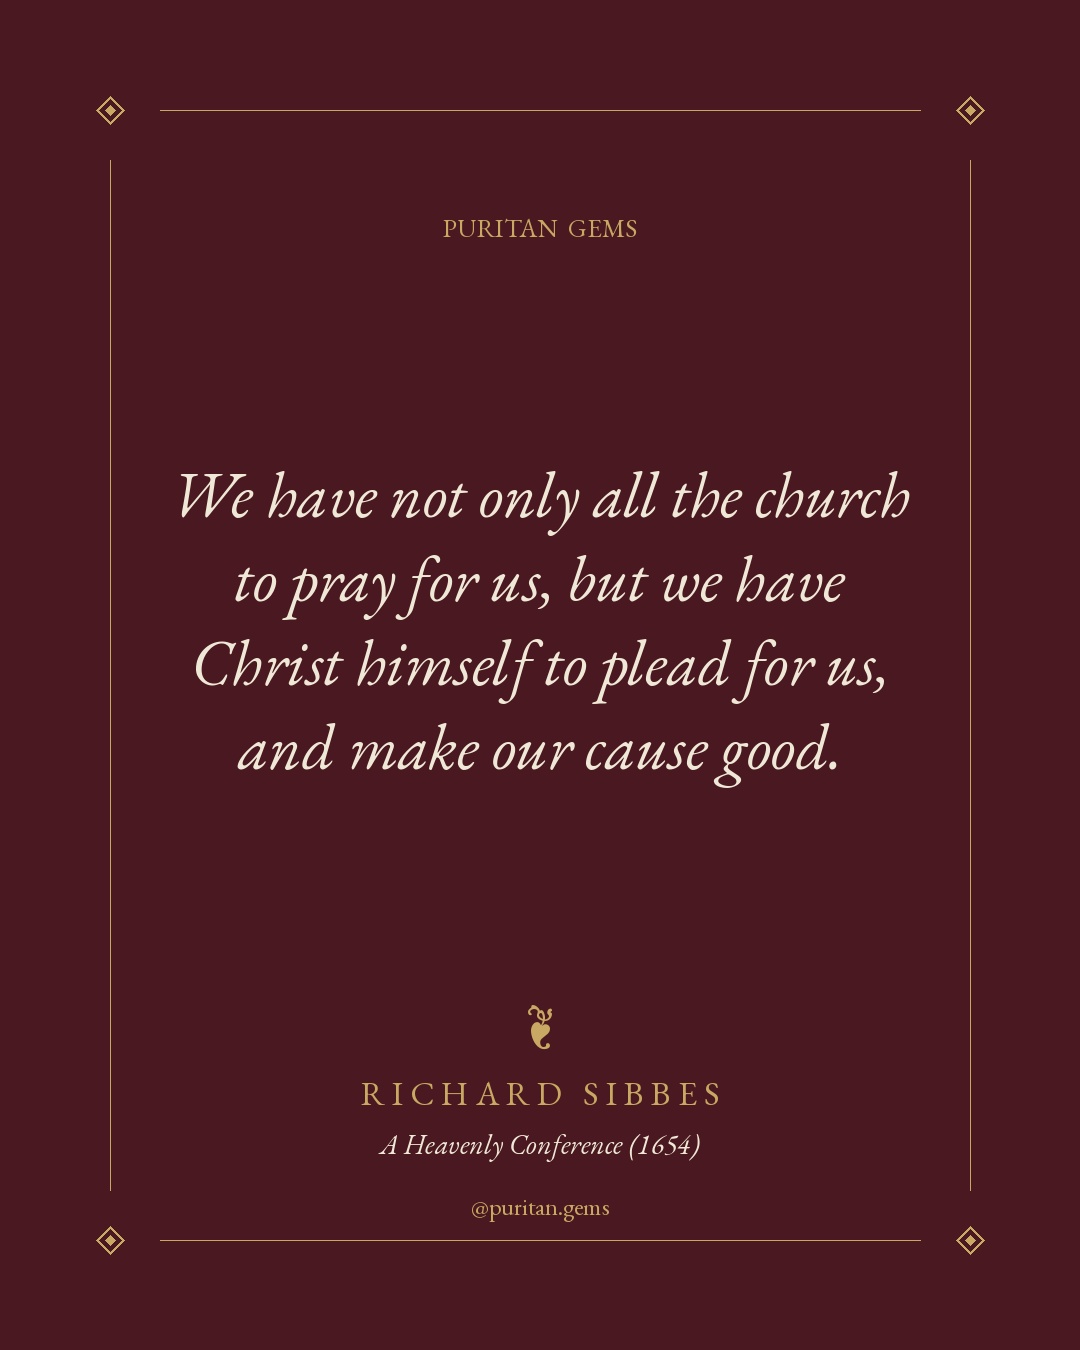 PURITAN GEMS
We have not only all the church
to pray for us, but we have
Christ himself to plead for us,
and make our cause good.
RICHARD SIBBES
A Heavenly Conference (1654)
@puritan.gems